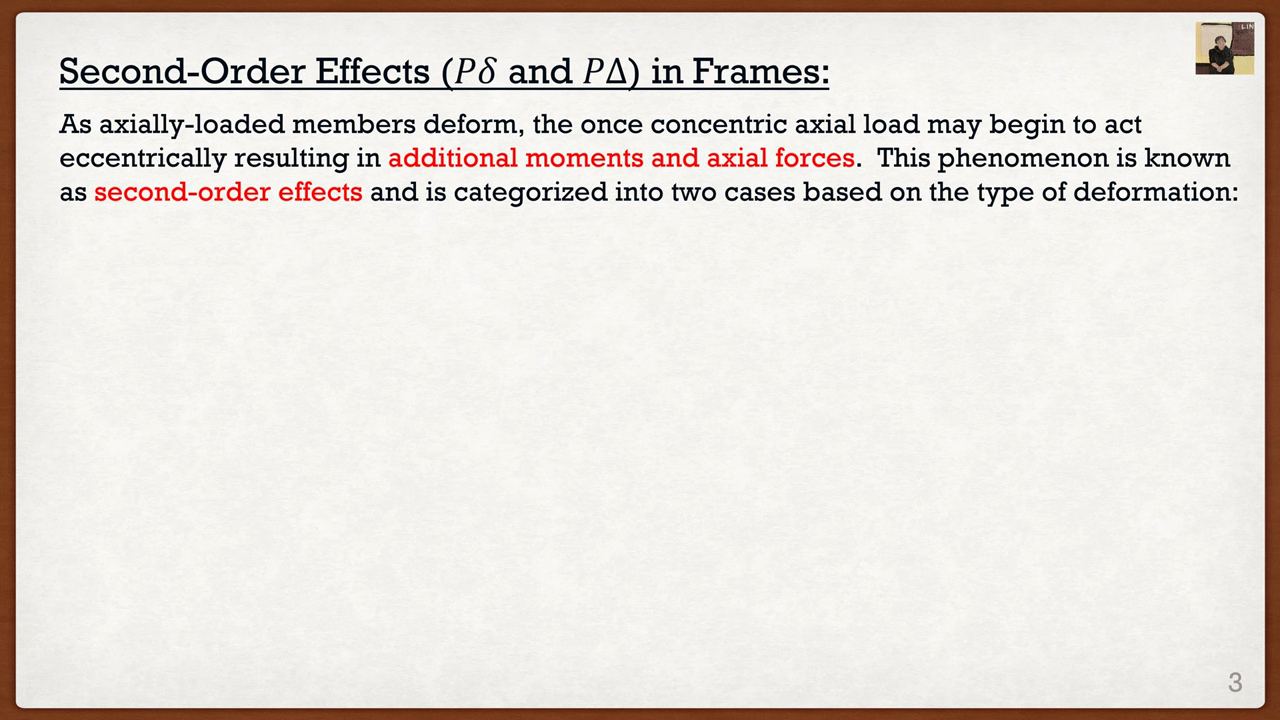 Second-Order Effects (𝑃𝛿 and 𝑃Δ) in Frames:
As axially-loaded members deform, the once concentric axial load may begin to act
eccentrically resulting in additional moments and axial forces.  This phenomenon is known
as second-order effects and is categorized into two cases based on the type of deformation:
LIN
3